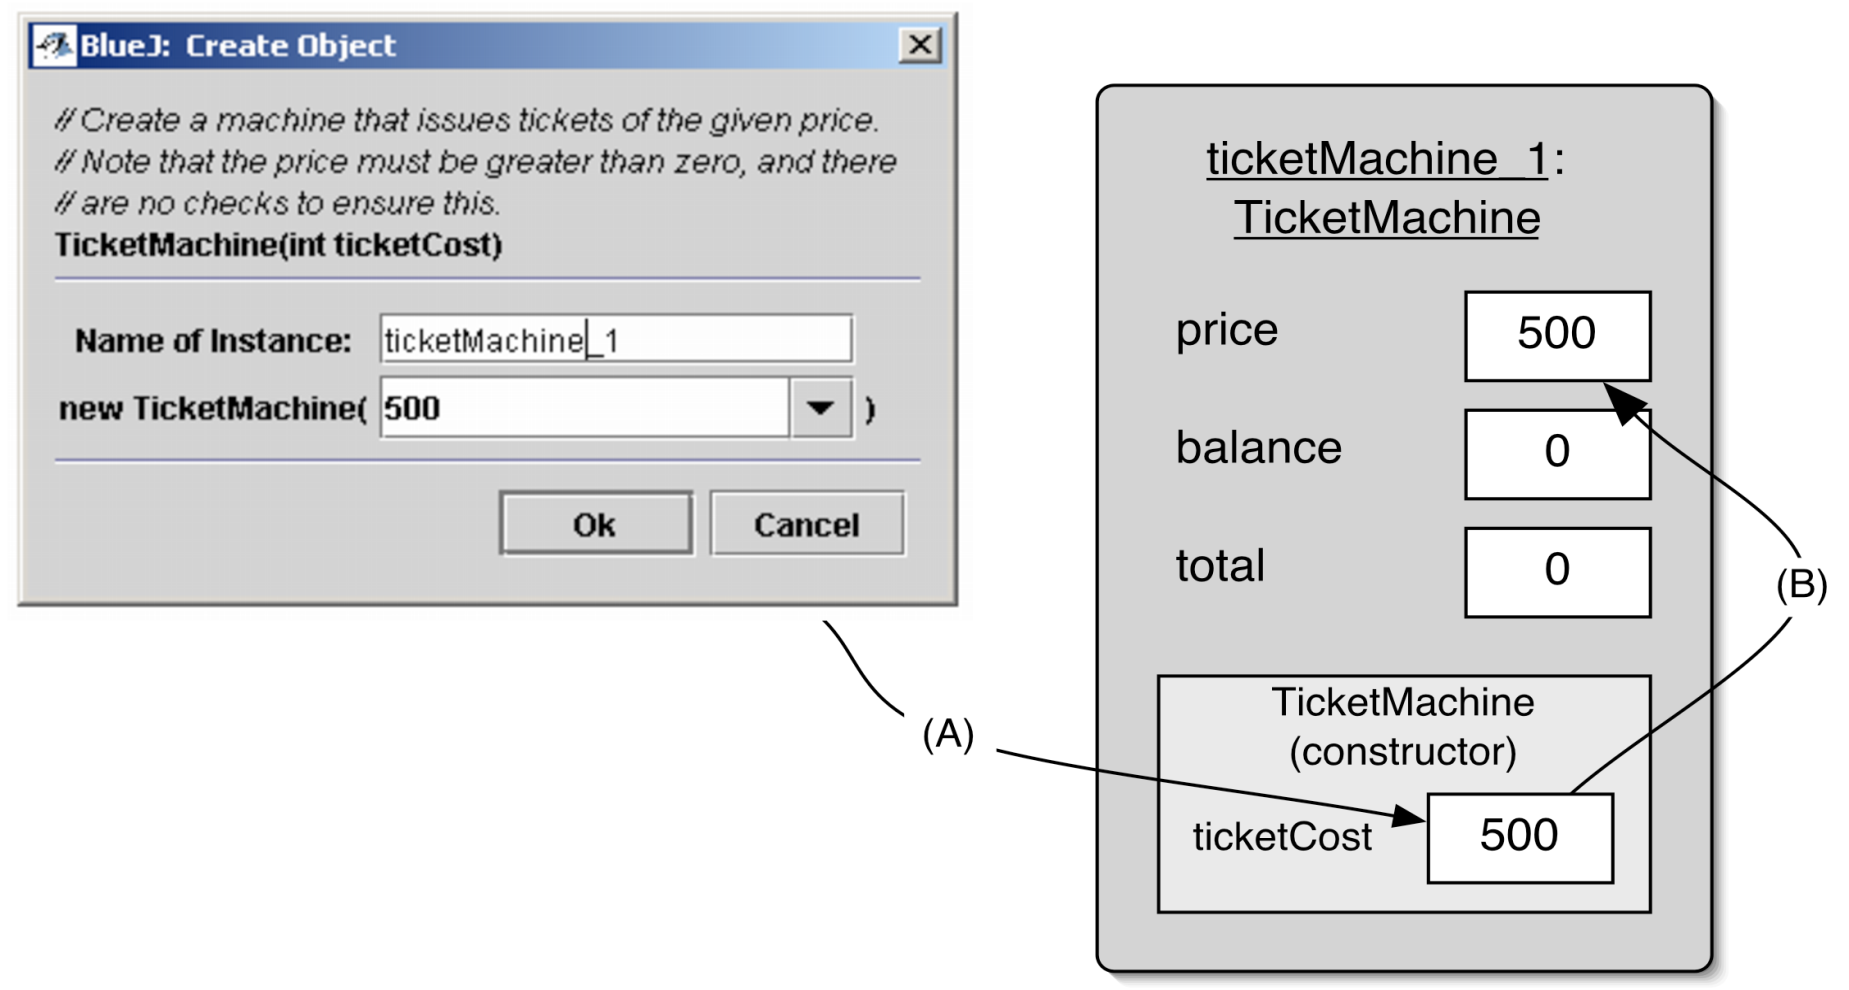 BlueJ: Create Object
// Create a machine that issues tickets of the given price.
// Note that the price must be greater than zero, and there
// are no checks to ensure this.
TicketMachine(int ticketCost)
Name of Instance: ticketMachine_1
new TicketMachine( 500 )
Ok Cancel
ticketMachine_1:
TicketMachine
price 500
balance 0
total 0
(B)
TicketMachine
(constructor)
(A)
ticketCost 500